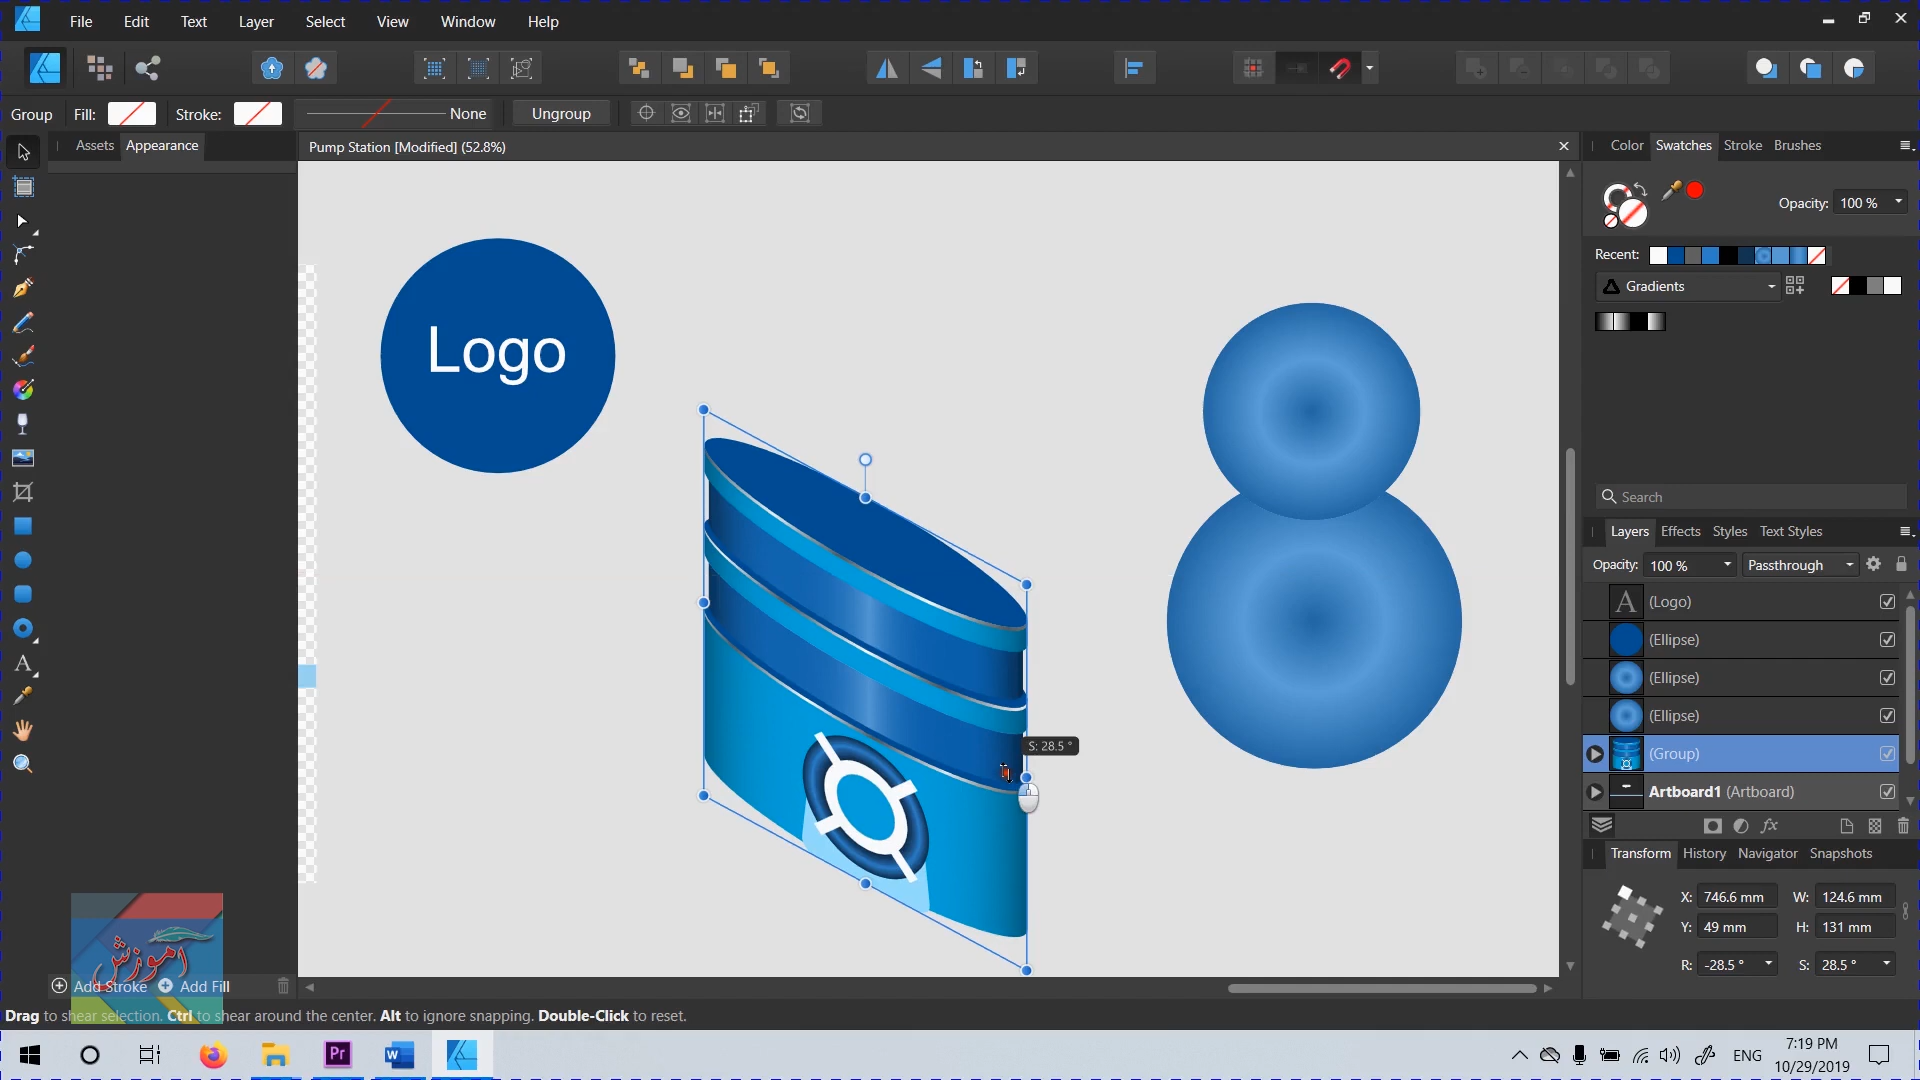 File Edit Text Layer Select View Window Help
Group Fill: Stroke: None Ungroup
Assets Appearance
Pump Station [Modified] (52.8%)
Color Swatches Stroke Brushes
Opacity: 100 %
Recent:
Gradients
Logo
Search
Layers Effects Styles Text Styles
Opacity: 100 % Passthrough
A (Logo)
(Ellipse)
(Ellipse)
(Ellipse)
(Group)
Artboard1 (Artboard)
fx
S: 28.5 °
Transform History Navigator Snapshots
X: 746.6 mm W: 124.6 mm
Y: 49 mm H: 131 mm
R: -28.5 ° S: 28.5 °
آموزش
Add Stroke Add Fill
Drag to shear selection. Ctrl to shear around the center. Alt to ignore snapping. Double-Click to reset.
Pr
W
ENG
7:19 PM
10/29/2019